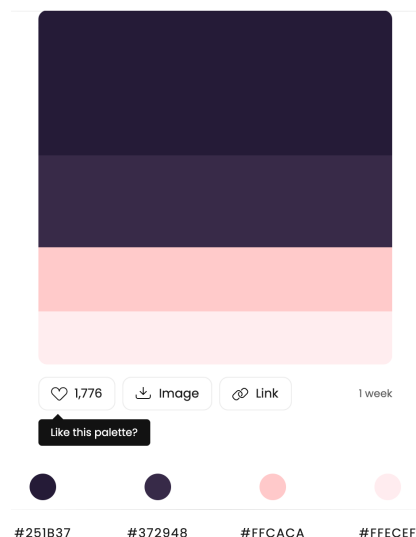 1,776 Image Link 1 week
Like this palette?
#251B37 #372948 #FFCACA #FFECEF